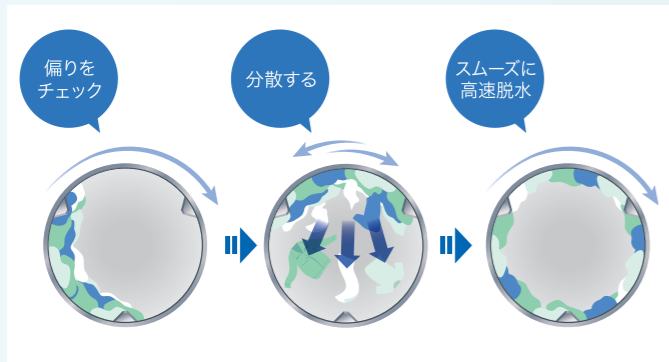 偏りを
チェック
分散する
スムーズに
高速脱水